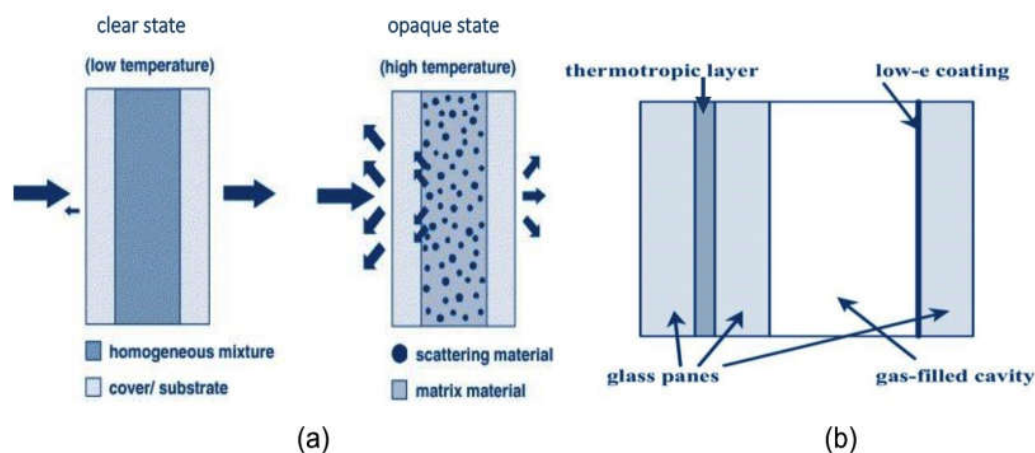 clear state
(low temperature)
homogeneous mixture
cover/ substrate
opaque state
(high temperature)
scattering material
matrix material
(a)
thermotropic layer
low-e coating
glass panes
gas-filled cavity
(b)